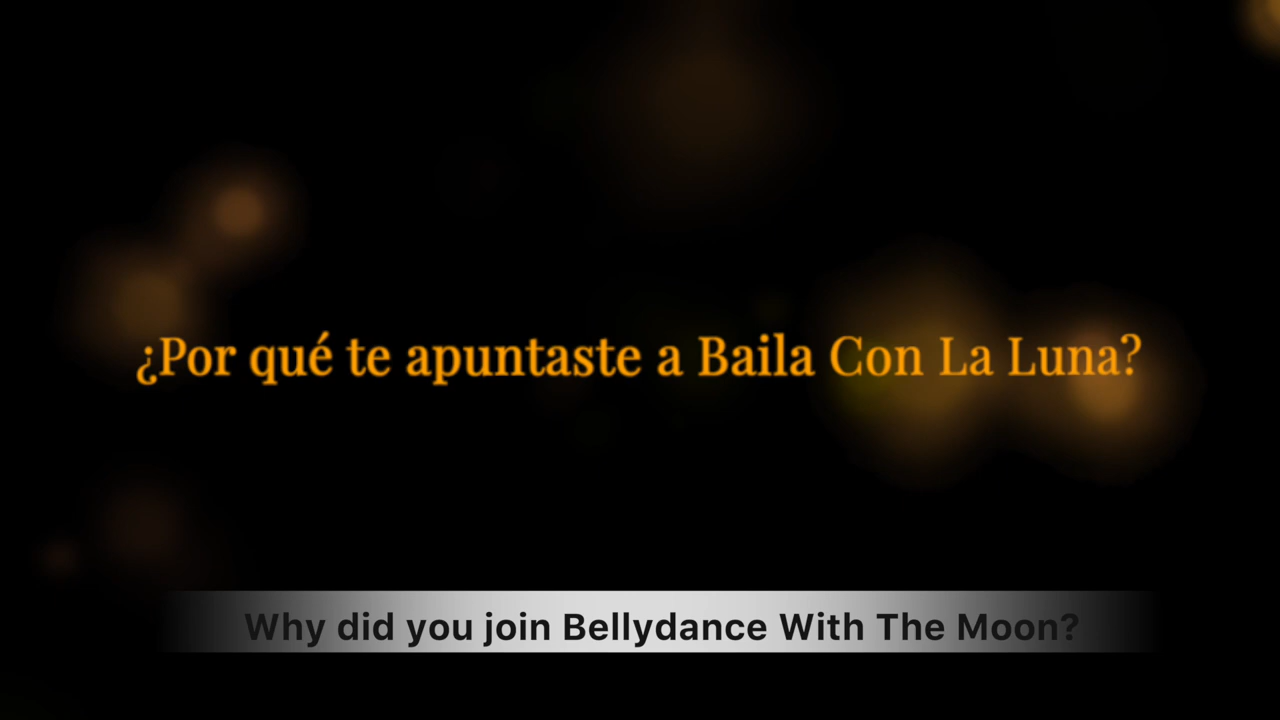 ¿Por qué te apuntaste a Baila Con La Luna?
Why did you join Bellydance With The Moon?